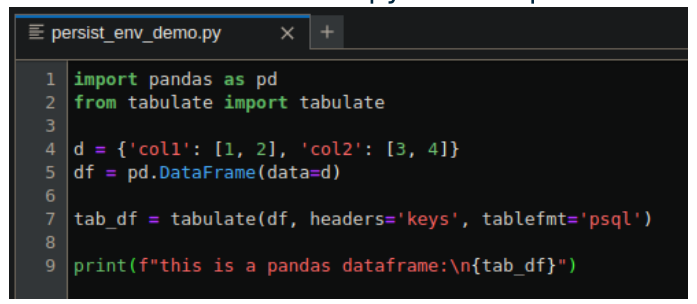 persist_env_demo.py
1 import pandas as pd
2 from tabulate import tabulate
3
4 d = {'col1': [1, 2], 'col2': [3, 4]}
5 df = pd.DataFrame(data=d)
6
7 tab_df = tabulate(df, headers='keys', tablefmt='psql')
8
9 print(f"this is a pandas dataframe:\n{tab_df}")